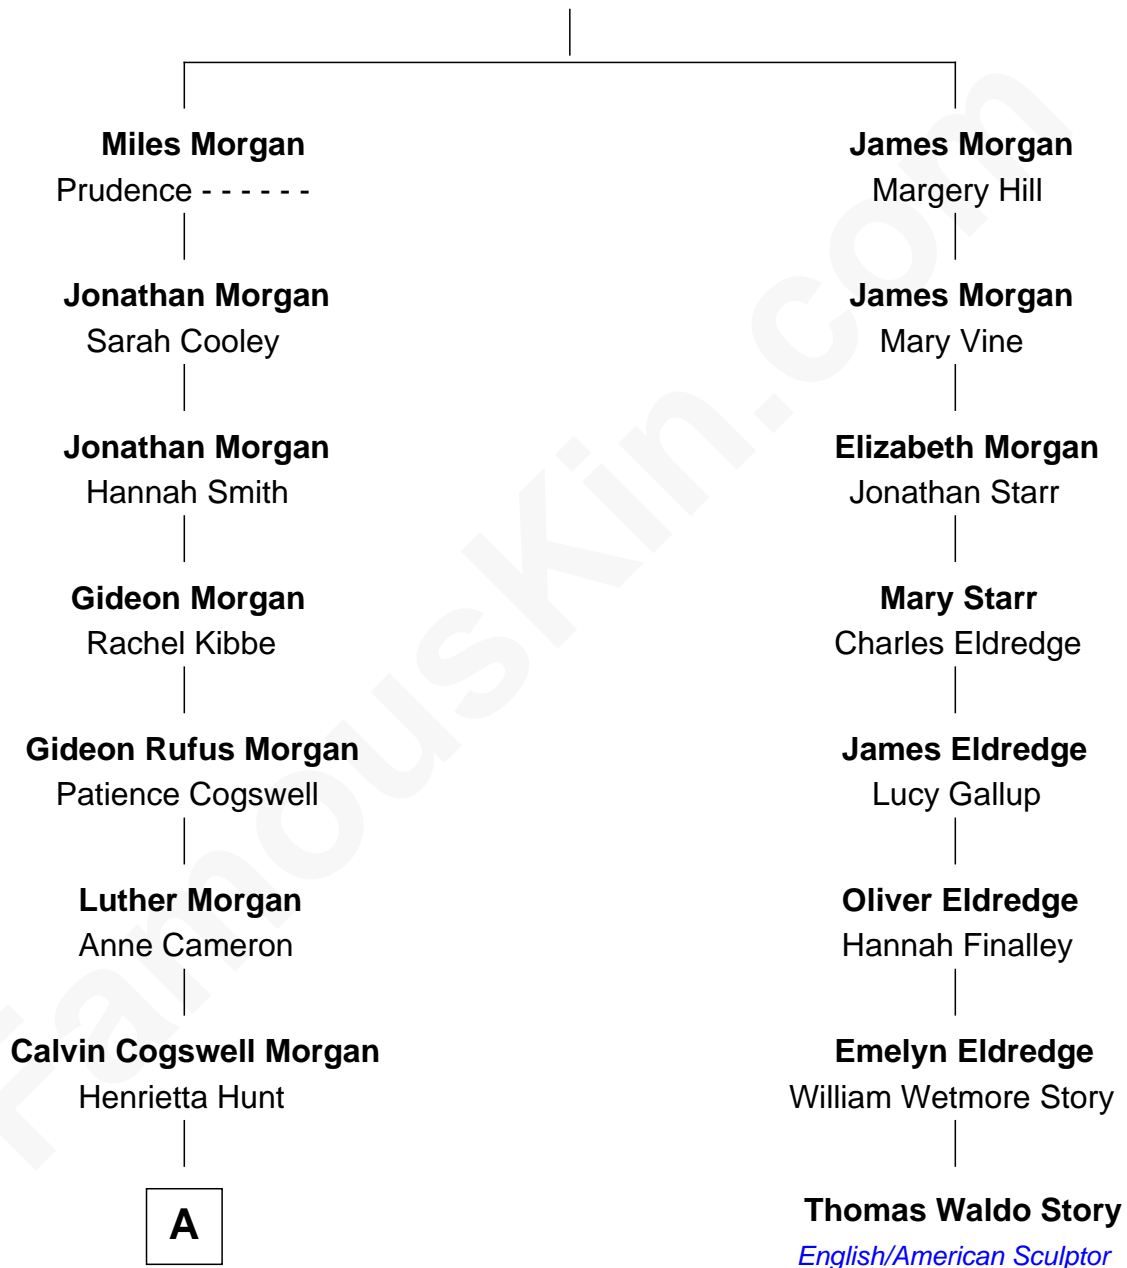 Miles Morgan
Prudence - - - - - -
Jonathan Morgan
Sarah Cooley
Jonathan Morgan
Hannah Smith
Gideon Morgan
Rachel Kibbe
Gideon Rufus Morgan
Patience Cogswell
Luther Morgan
Anne Cameron
Calvin Cogswell Morgan
Henrietta Hunt
A
James Morgan
Margery Hill
James Morgan
Mary Vine
Elizabeth Morgan
Jonathan Starr
Mary Starr
Charles Eldredge
James Eldredge
Lucy Gallup
Oliver Eldredge
Hannah Finalley
Emelyn Eldredge
William Wetmore Story
Thomas Waldo Story
English/American Sculptor
FamousKin.com